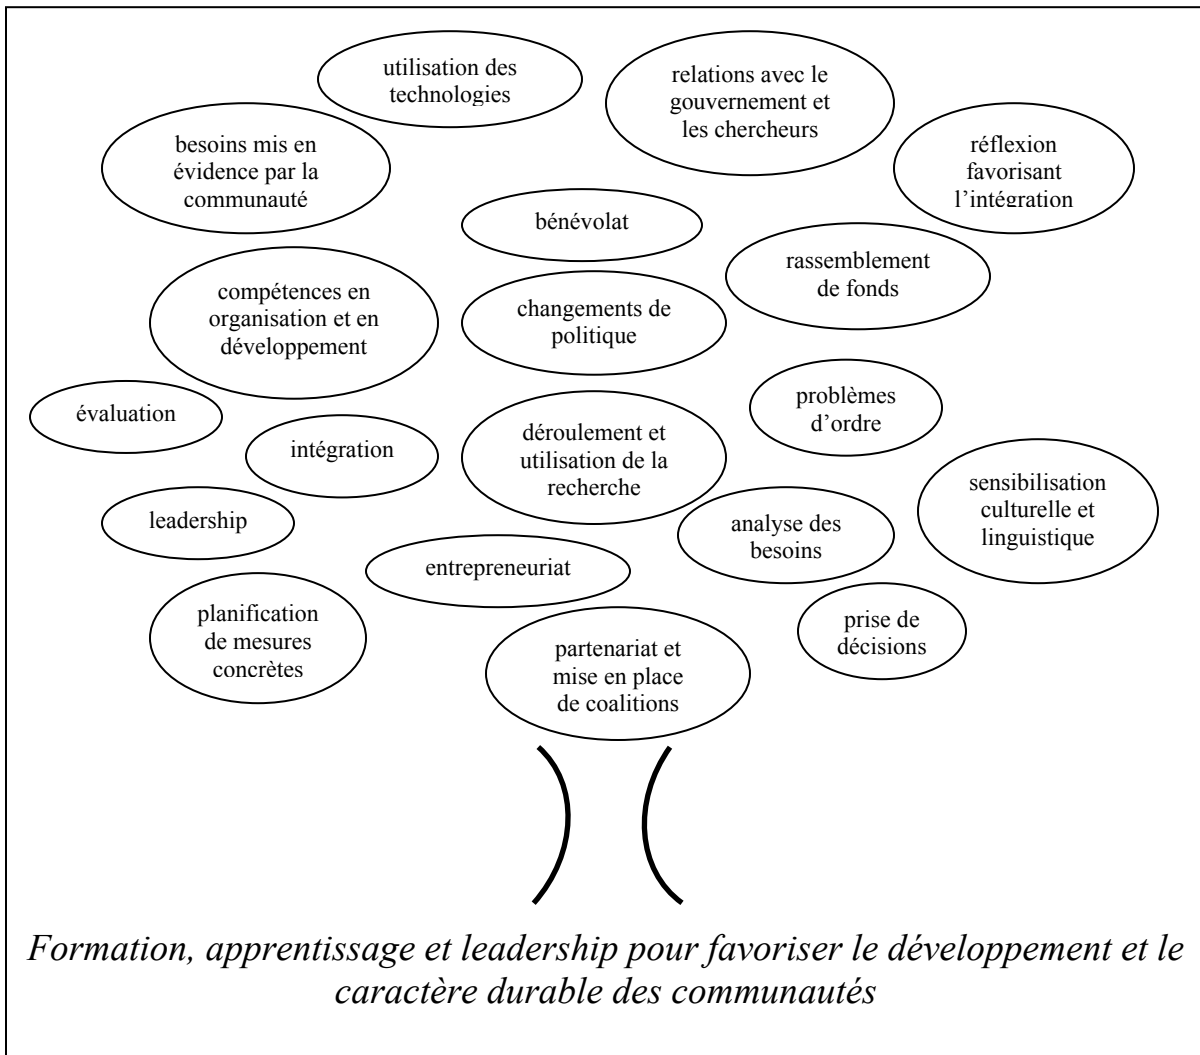 utilisation des
technologies
relations avec le
gouvernement et
les chercheurs
besoins mis en
évidence par la
communauté
réflexion
favorisant
l'intégration
bénévolat
rassemblement
de fonds
compétences en
organisation et en
développement
changements de
politique
évaluation
intégration
déroulement et
utilisation de la
recherche
problèmes
d'ordre
sensibilisation
culturelle et
linguistique
leadership
analyse des
besoins
entrepreneuriat
planification
de mesures
concrètes
prise de
décisions
partenariat et
mise en place
de coalitions
Formation, apprentissage et leadership pour favoriser le développement et le
caractère durable des communautés